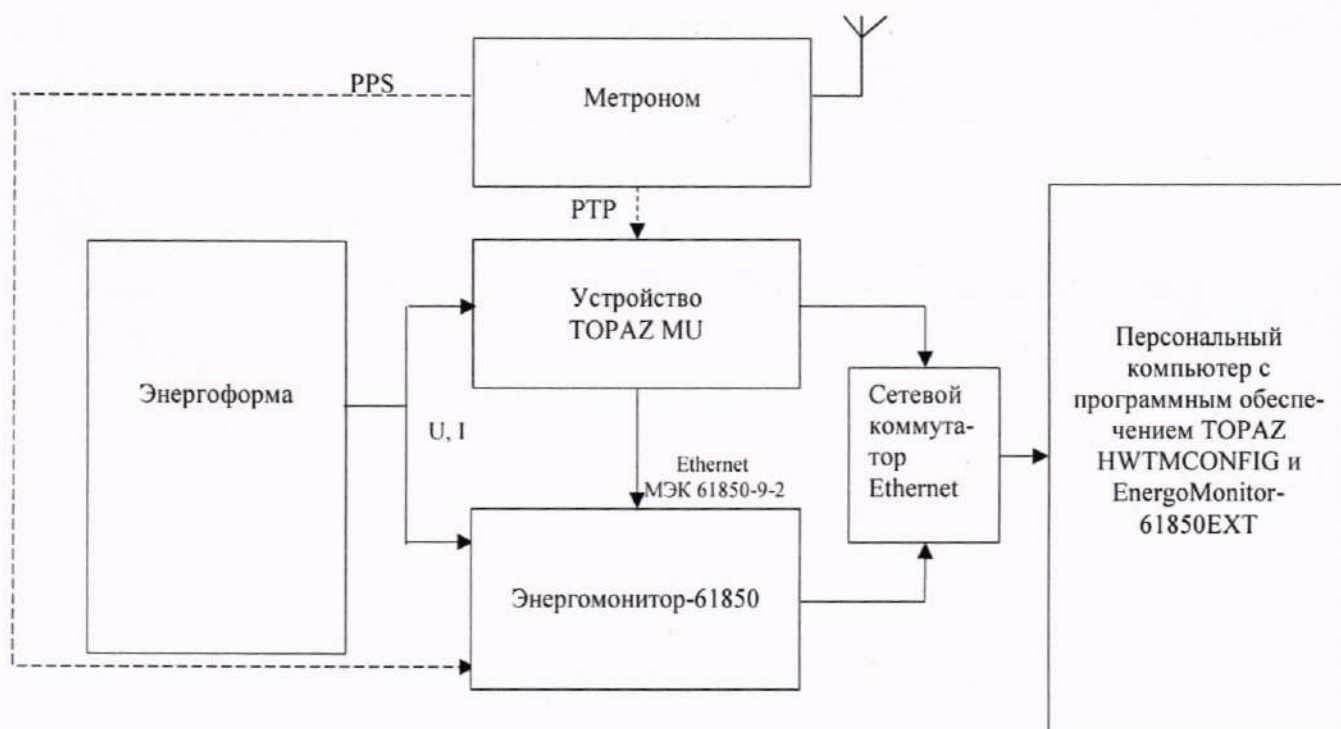 PPS
Метроном
PTP
Энергоформа
Устройство
TOPAZ MU
U, I
Ethernet
МЭК 61850-9-2
Энергомонитор-61850
Сетевой
коммута-
тор
Ethernet
Персональный
компьютер с
программным обеспе-
чением TOPAZ
HWTMCONFIG и
EnergoMonitor-
61850EXT